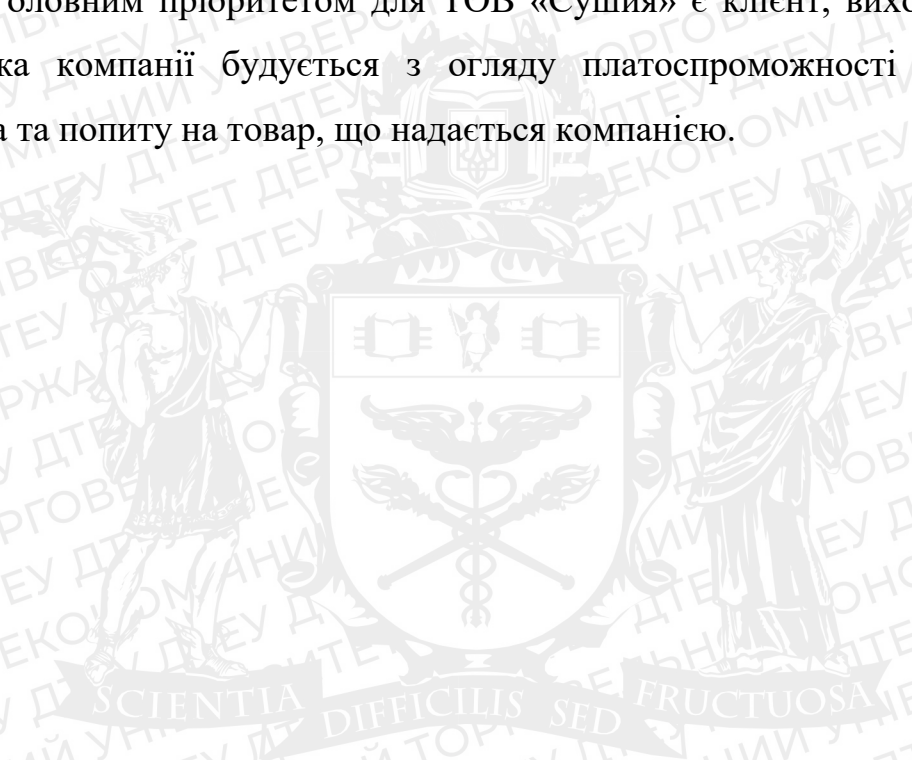 оловним пріоритетом для ТОВ «Сушия» є клієнт, вихо
ка компанії будується з огляду платоспроможності
а та попиту на товар, що надається компанією.
SCIENTIA DIFFICILIS SED FRUCTUOSA